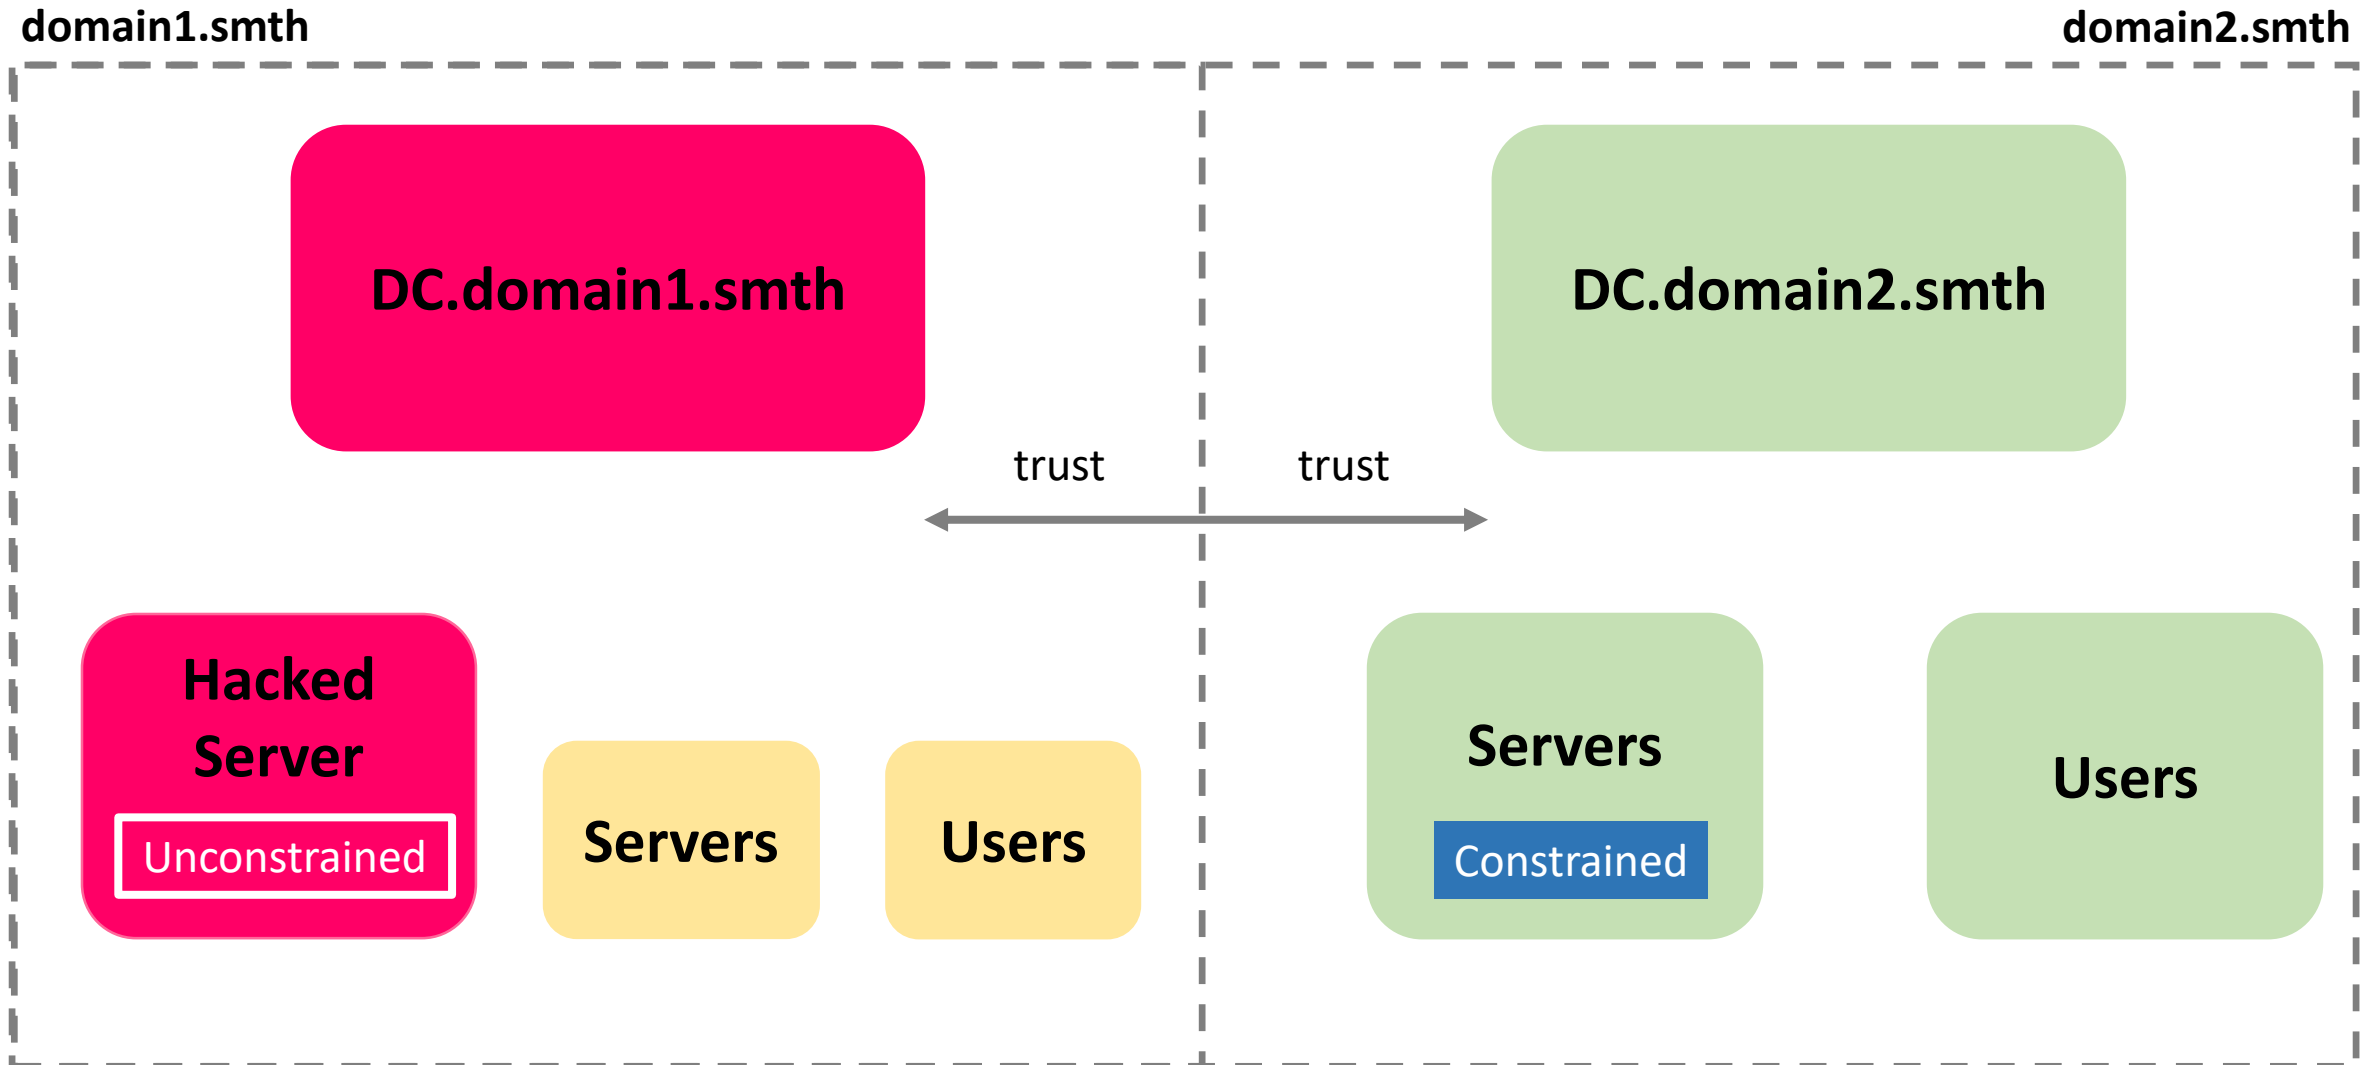 domain1.smth
domain2.smth
DC.domain1.smth
DC.domain2.smth
trust
trust
Hacked
Server
Unconstrained
Servers
Users
Servers
Constrained
Users